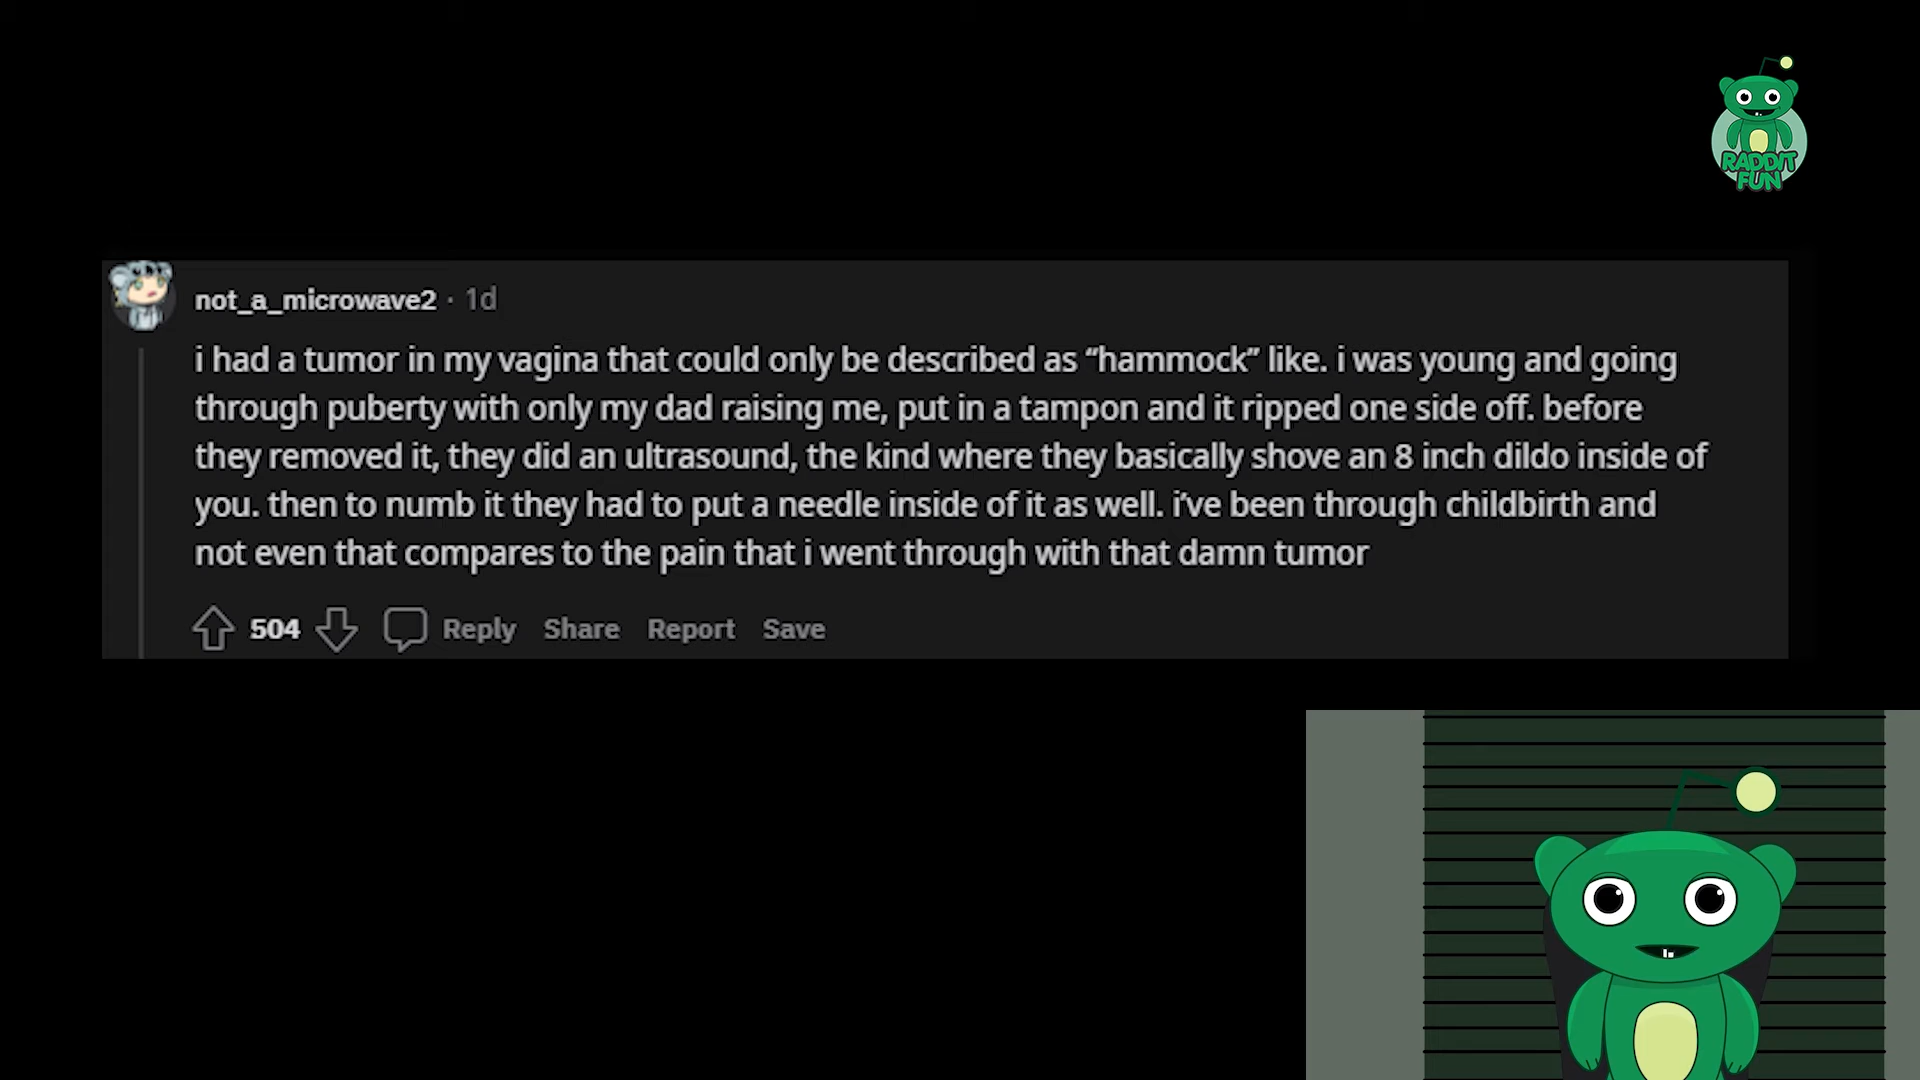 RADDIT
FUN
not_a_microwave2 · 1d
i had a tumor in my vagina that could only be described as “hammock” like. i was young and going
through puberty with only my dad raising me, put in a tampon and it ripped one side off. before
they removed it, they did an ultrasound, the kind where they basically shove an 8 inch dildo inside of
you. then to numb it they had to put a needle inside of it as well. i’ve been through childbirth and
not even that compares to the pain that i went through with that damn tumor
504 Reply Share Report Save